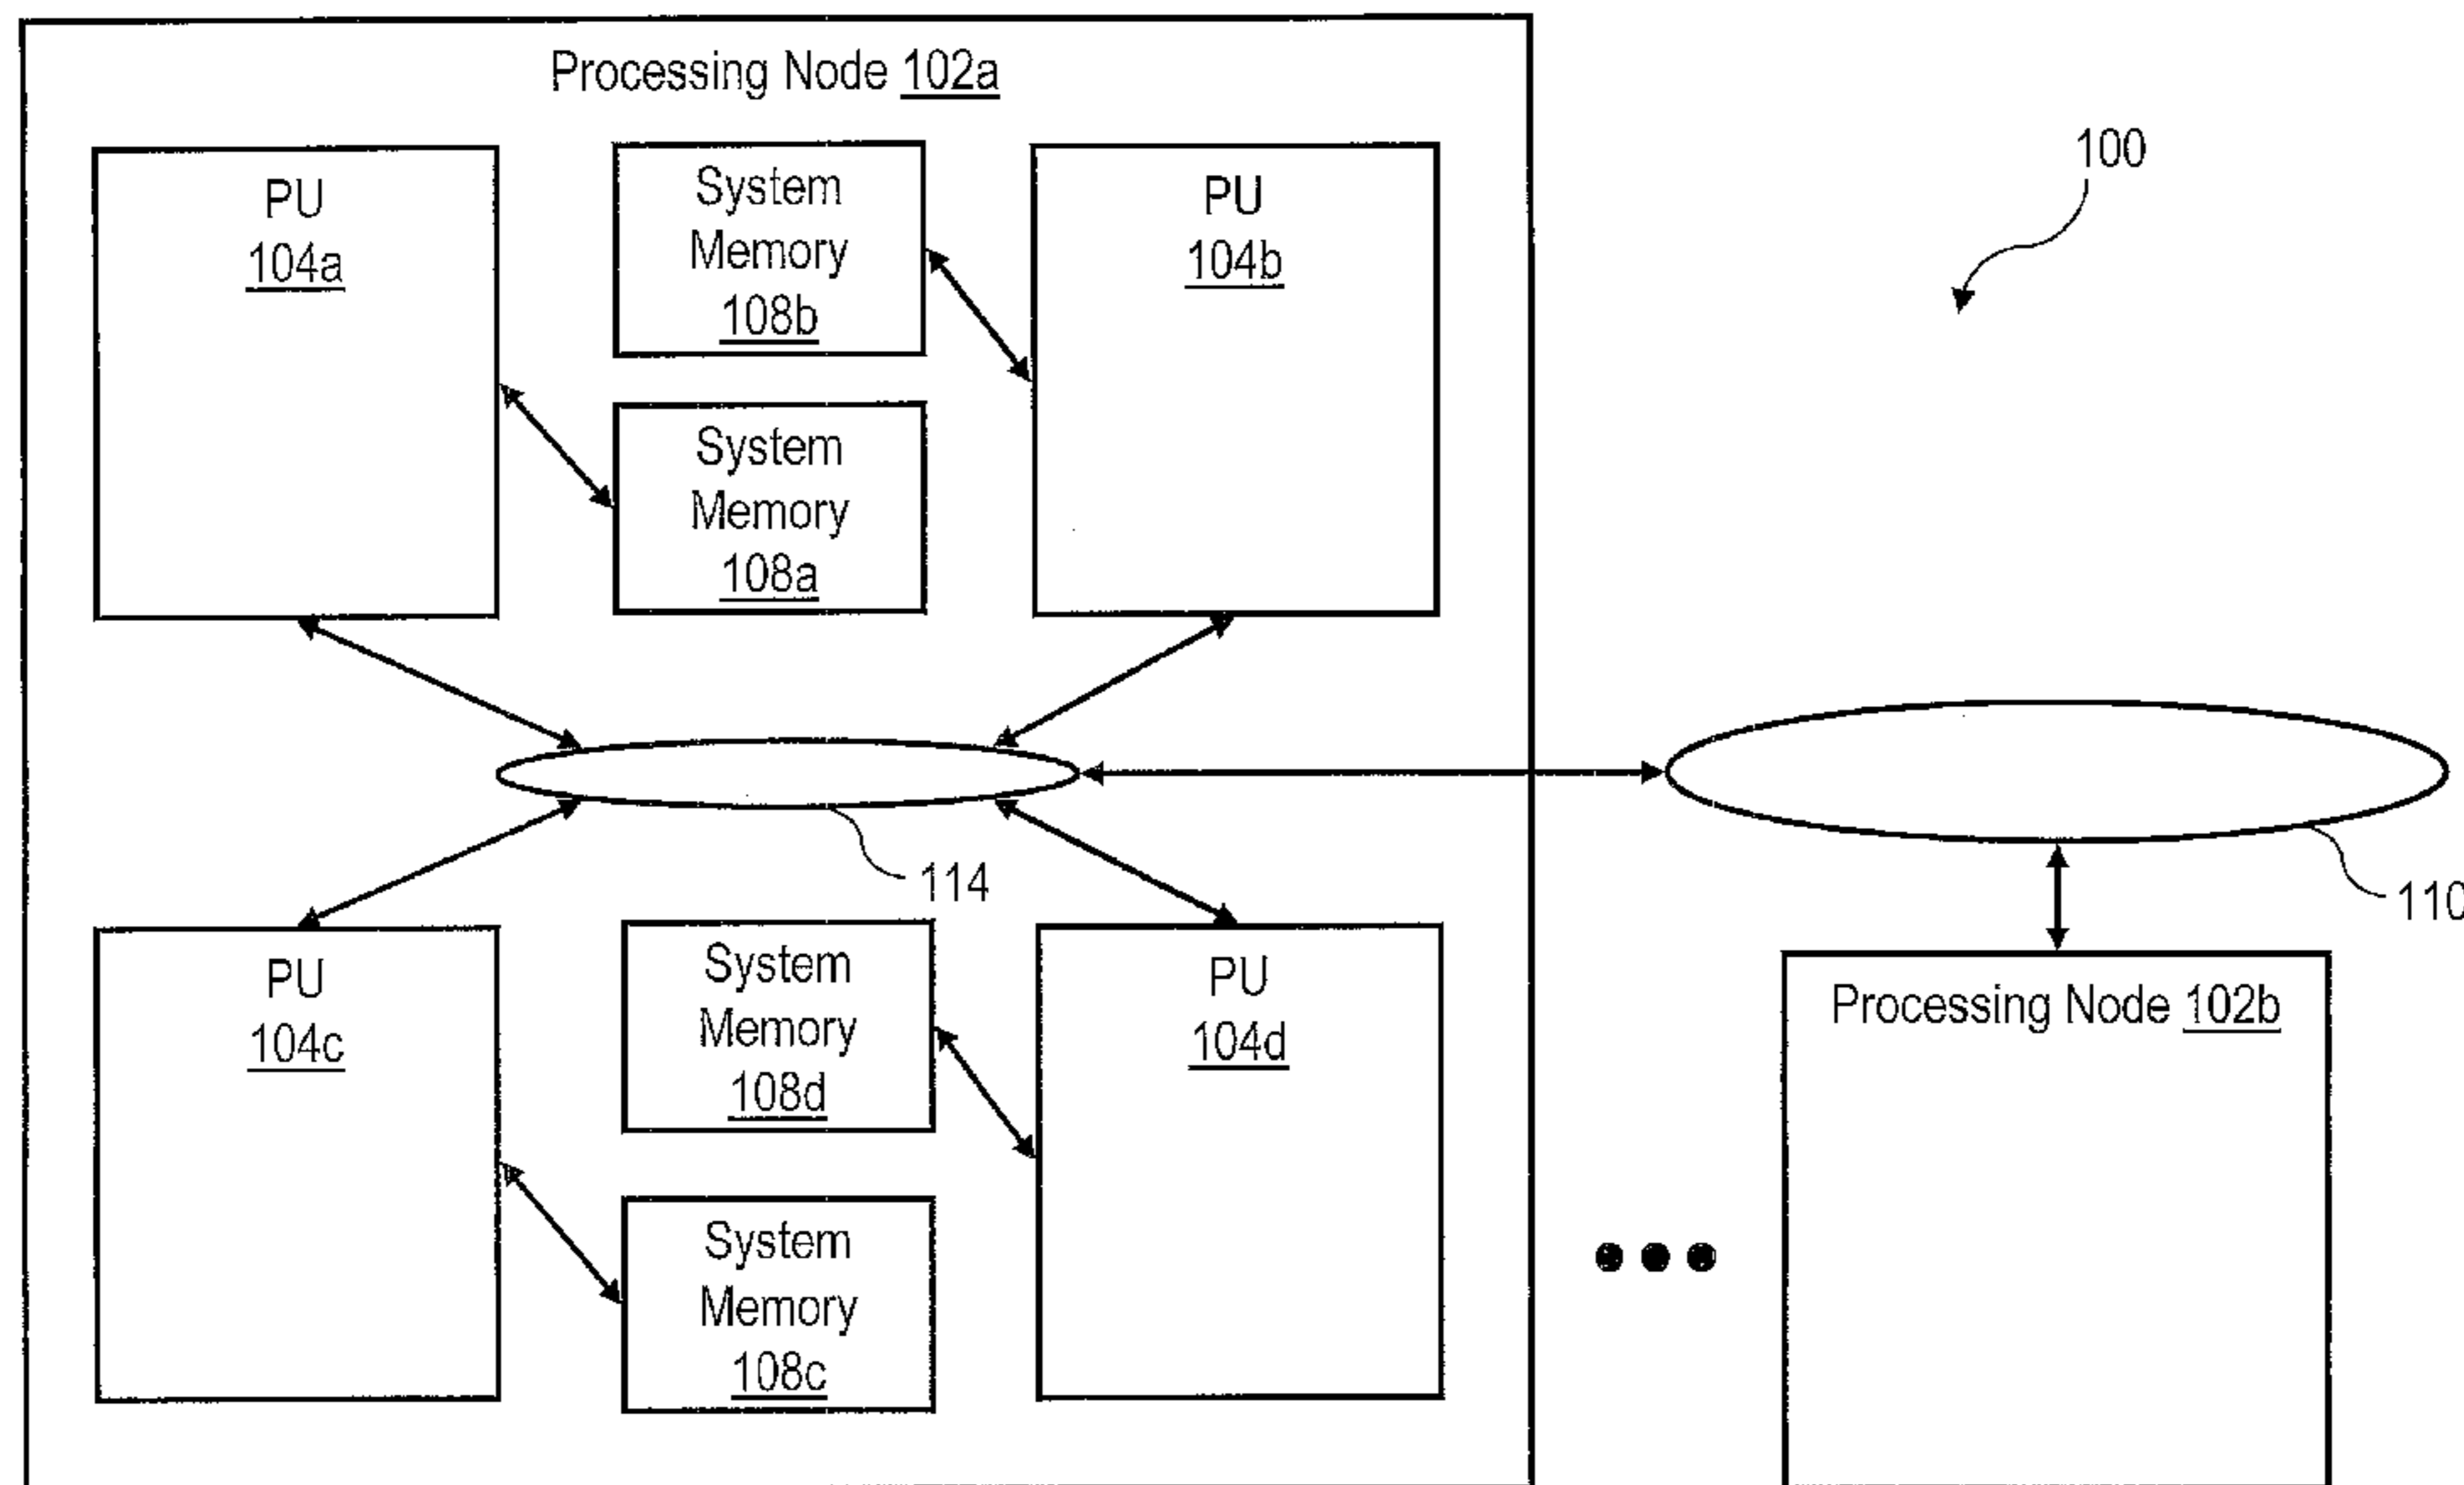 Processing Node 102a
PU
104a
System
Memory
108b
PU
104b
100
System
Memory
108a
114
110
PU
104c
System
Memory
108d
PU
104d
Processing Node 102b
System
Memory
108c